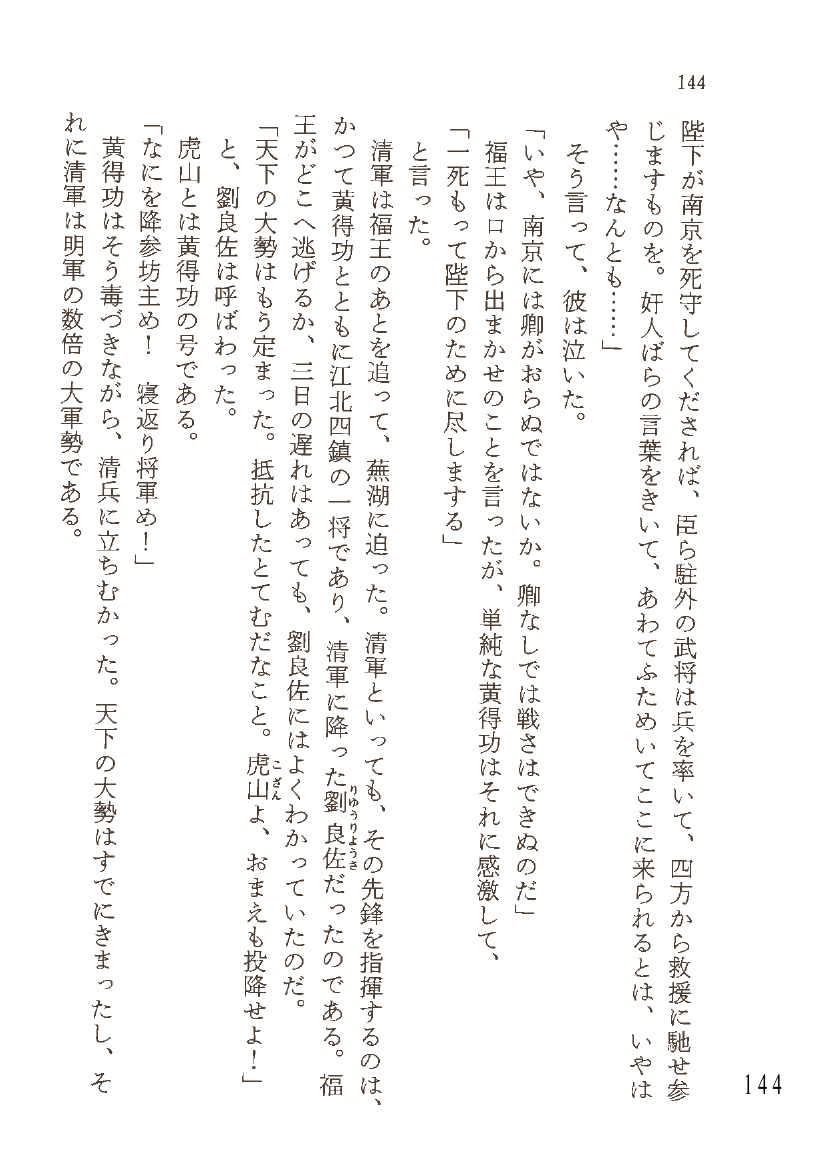 144
陛下が南京を死守してくだされば、臣ら駐外の武将は兵を率いて、四方から救援に馳せ参
じますものを。奸人ばらの言葉をきいて、あわてふためいてここに来られるとは、いやは
や……なんとも……」
そう言って、彼は泣いた。
「いや、南京には卿がおらぬではないか。卿なしでは戦さはできぬのだ」
福王は口から出まかせのことを言ったが、単純な黄得功はそれに感激して、
「一死もって陛下のために尽しまする」
と言った。
清軍は福王のあとを追って、蕪湖に迫った。清軍といっても、その先鋒を指揮するのは、
かつて黄得功とともに江北四鎮の一将であり、清軍に降った劉良佐だったのである。福
りゆうりようさ
王がどこへ逃げるか、三日の遅れはあっても、劉良佐にはよくわかっていたのだ。
「天下の大勢はもう定まった。抵抗したとてむだなこと。虎山よ、おまえも投降せよ！」
こざん
と、劉良佐は呼ばわった。
虎山とは黄得功の号である。
「なにを降参坊主め！　寝返り将軍め！」
黄得功はそう毒づきながら、清兵に立ちむかった。天下の大勢はすでにきまったし、そ
れに清軍は明軍の数倍の大軍勢である。
144